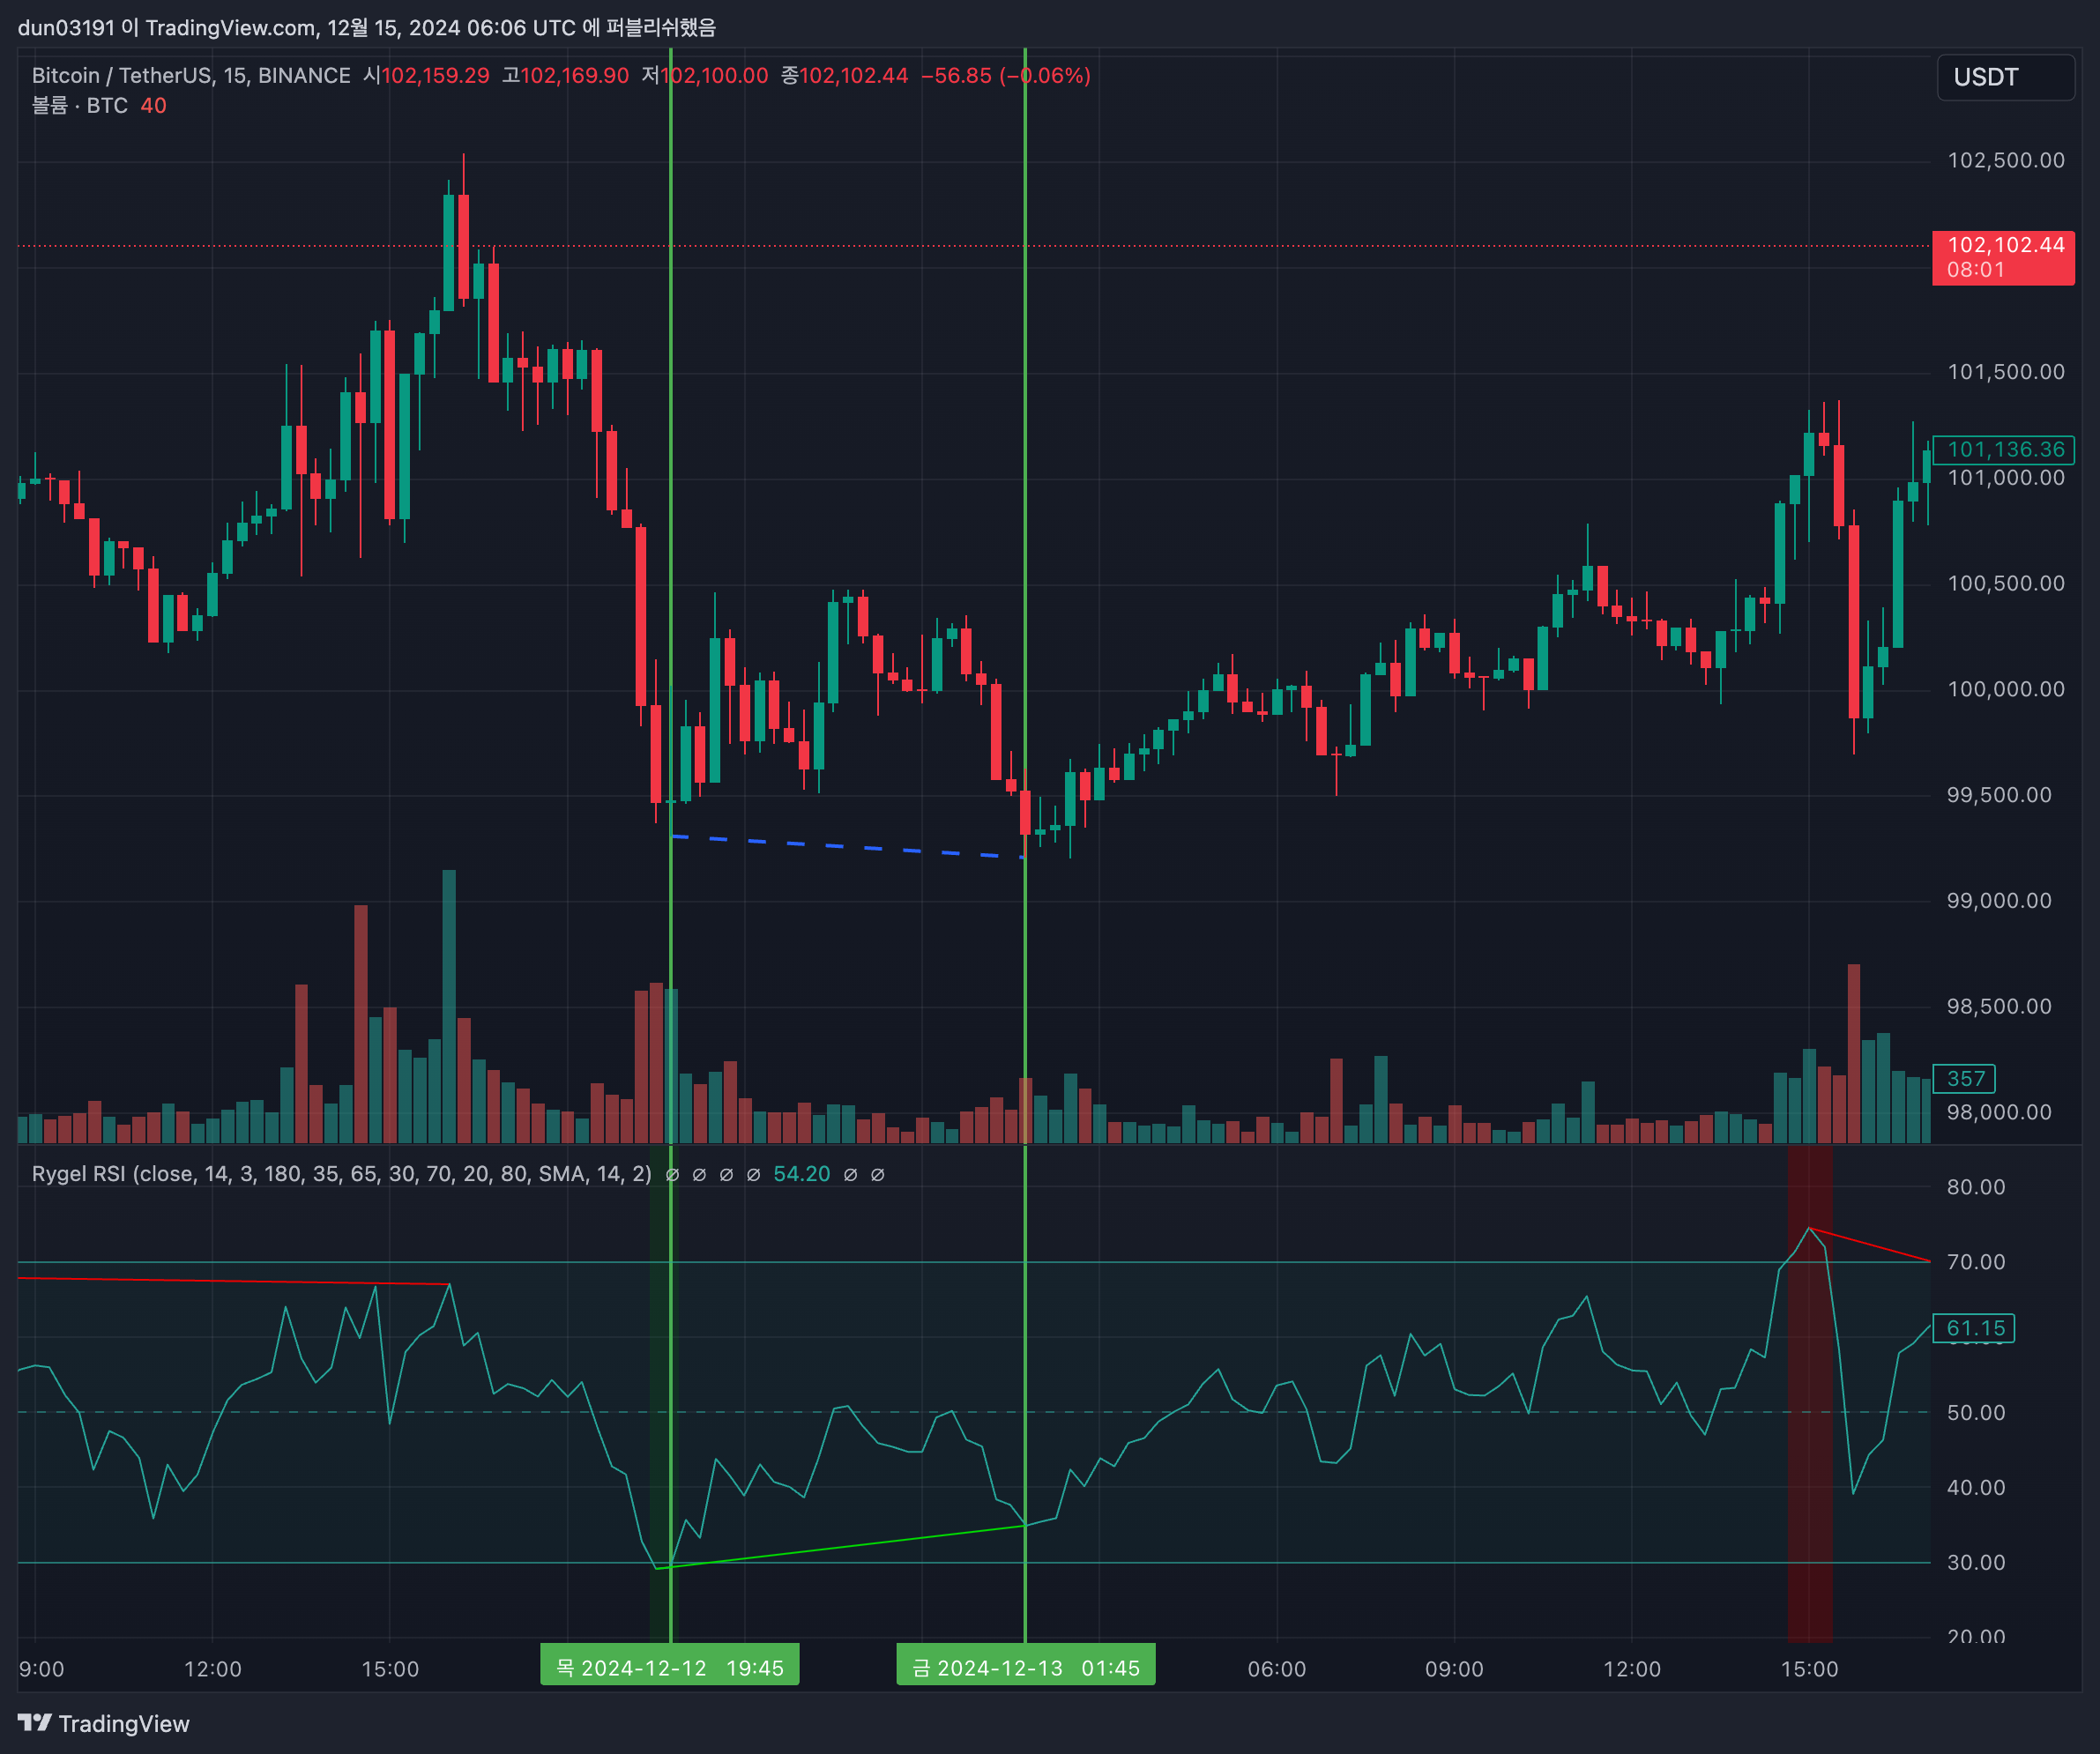 dun03191 이 TradingView.com, 12월 15, 2024 06:06 UTC 에 퍼블리쉬했음
Bitcoin / TetherUS, 15, BINANCE 시102,159.29 고102,169.90 저102,100.00 종102,102.44 −56.85 (−0.06%)
USDT
볼륨 · BTC 40
102,500.00
102,102.44
08:01
101,500.00
101,136.36
101,000.00
100,500.00
100,000.00
99,500.00
99,000.00
98,500.00
357
98,000.00
Rygel RSI (close, 14, 3, 180, 35, 65, 30, 70, 20, 80, SMA, 14, 2) ∅ ∅ ∅ ∅ 54.20 ∅ ∅
80.00
70.00
61.15
50.00
40.00
30.00
20.00
9:00 12:00 15:00 목 2024-12-12 19:45 금 2024-12-13 01:45 06:00 09:00 12:00 15:00
TradingView